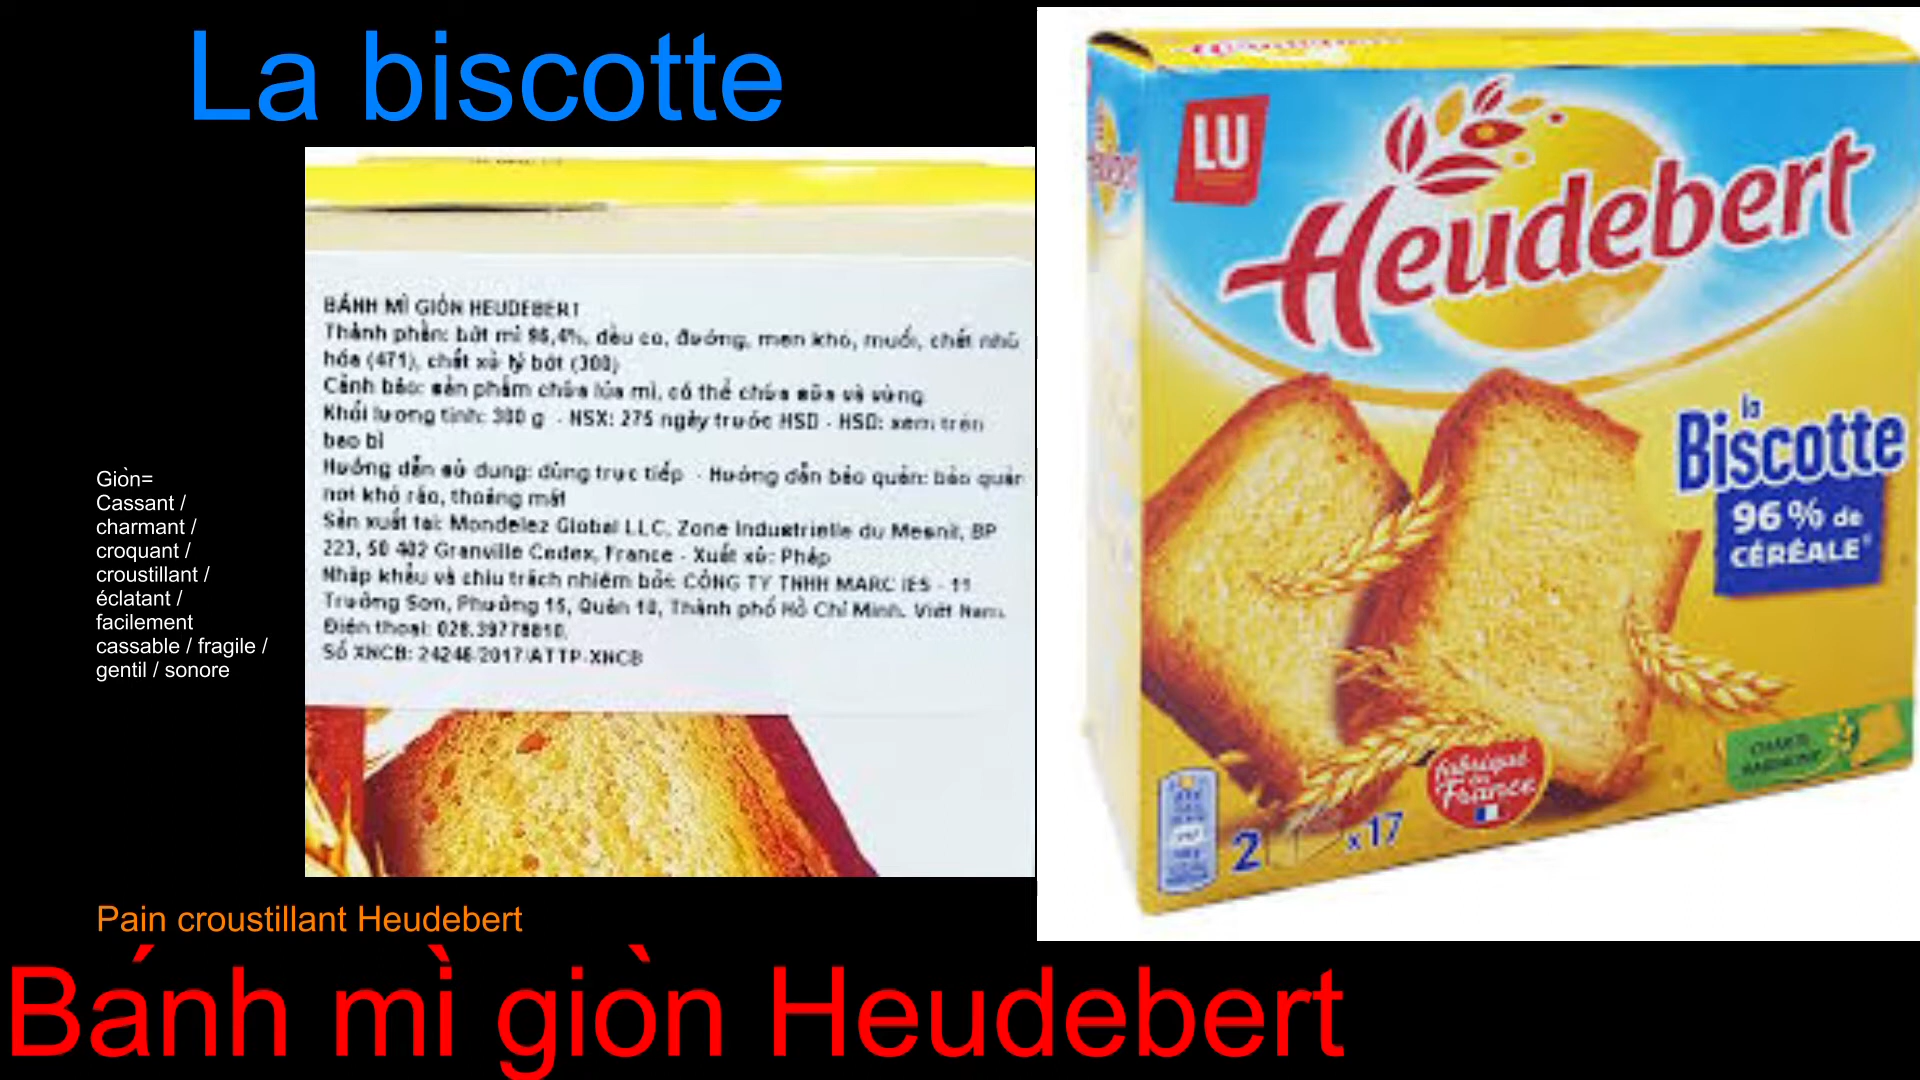 La biscotte
BÁNH MÌ GIÒN HEUDEBERT
Thành phần: bột mì 96,4%, dầu cọ, đường, men khô, muối, chất nhũ
hóa (471), chất xử lý bột (300)
Cảnh báo: sản phẩm chứa lúa mì, có thể chứa sữa và vừng
Khối lượng tịnh: 300 g - NSX: 275 ngày trước HSD - HSD: xem trên
bao bì
Hướng dẫn sử dụng: dùng trực tiếp - Hướng dẫn bảo quản: bảo quản
nơi khô ráo, thoáng mát
Sản xuất tại: Mondelez Global LLC, Zone Industrielle du Mesnil, BP
223, 50 402 Granville Cedex, France - Xuất xứ: Pháp
Nhập khẩu và chịu trách nhiệm bởi: CÔNG TY TNHH - 11
Trường Sơn, Phường 15, Quận 10, Thành phố Hồ Chí Minh, Việt Nam.
Điện thoại: 028.39778810.
Số XNCB: 24246/2017/ATTP-XNCB
Giòn=
Cassant /
charmant /
croquant /
croustillant /
éclatant /
facilement
cassable / fragile /
gentil / sonore
LU
Heudebert
la
Biscotte
96 % de
CÉRÉALE
Fabriqué
en
France
2 x17
Pain croustillant Heudebert
Bánh mì giòn Heudebert